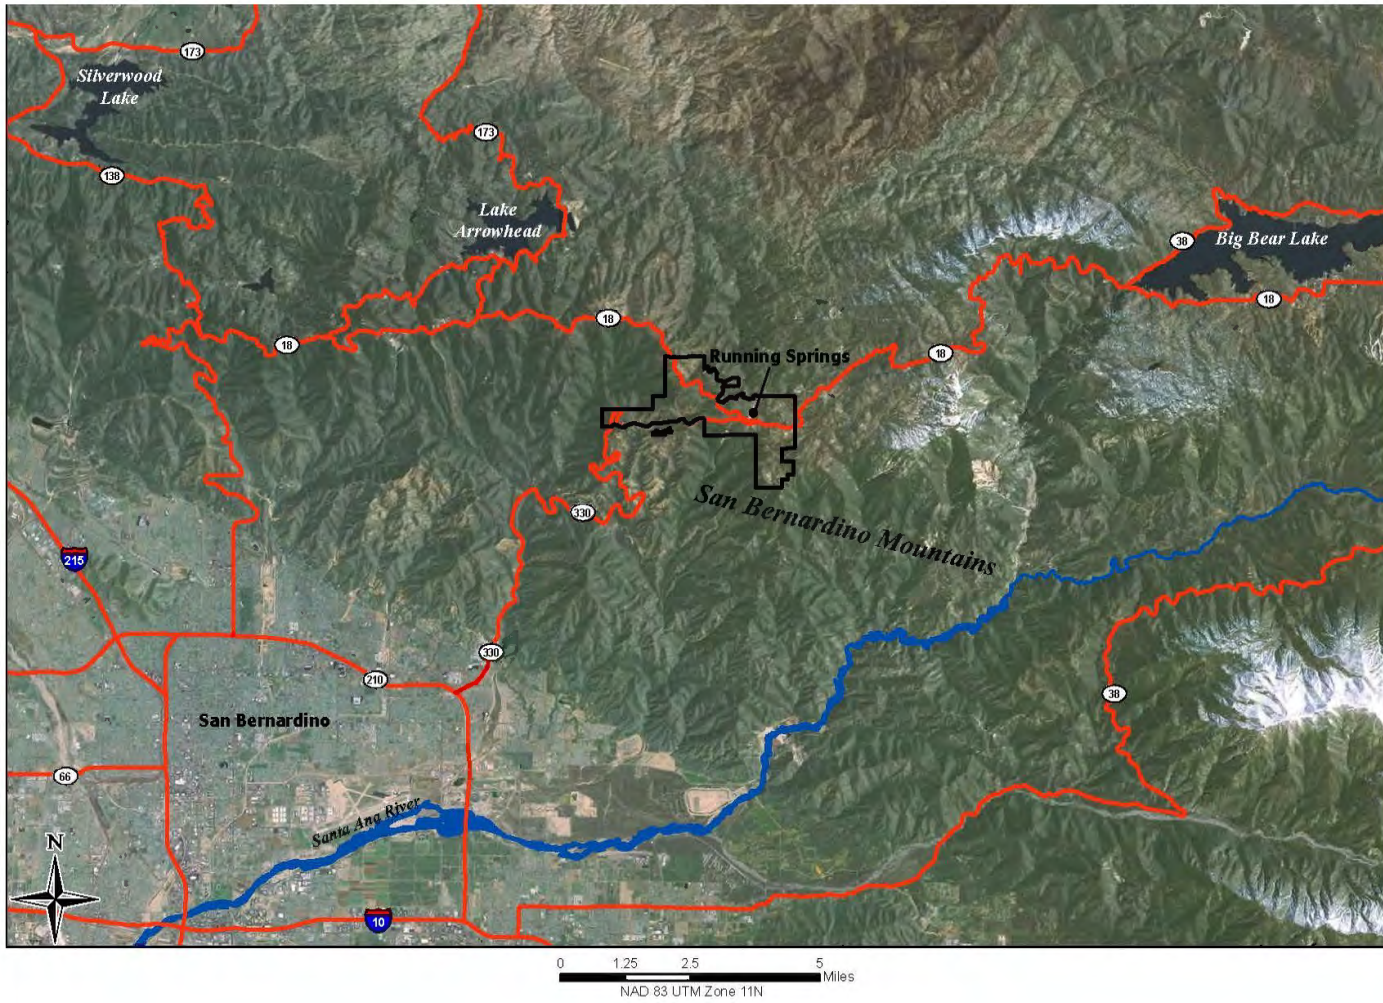 173
Silverwood
Lake
173
138
Lake
Arrowhead
38
Big Bear Lake
18
18
18
18
Running Springs
330
San Bernardino Mountains
215
330
210
38
San Bernardino
66
Santa Ana River
N
10
0 1.25 2.5 5
Miles
NAD 83 UTM Zone 11N